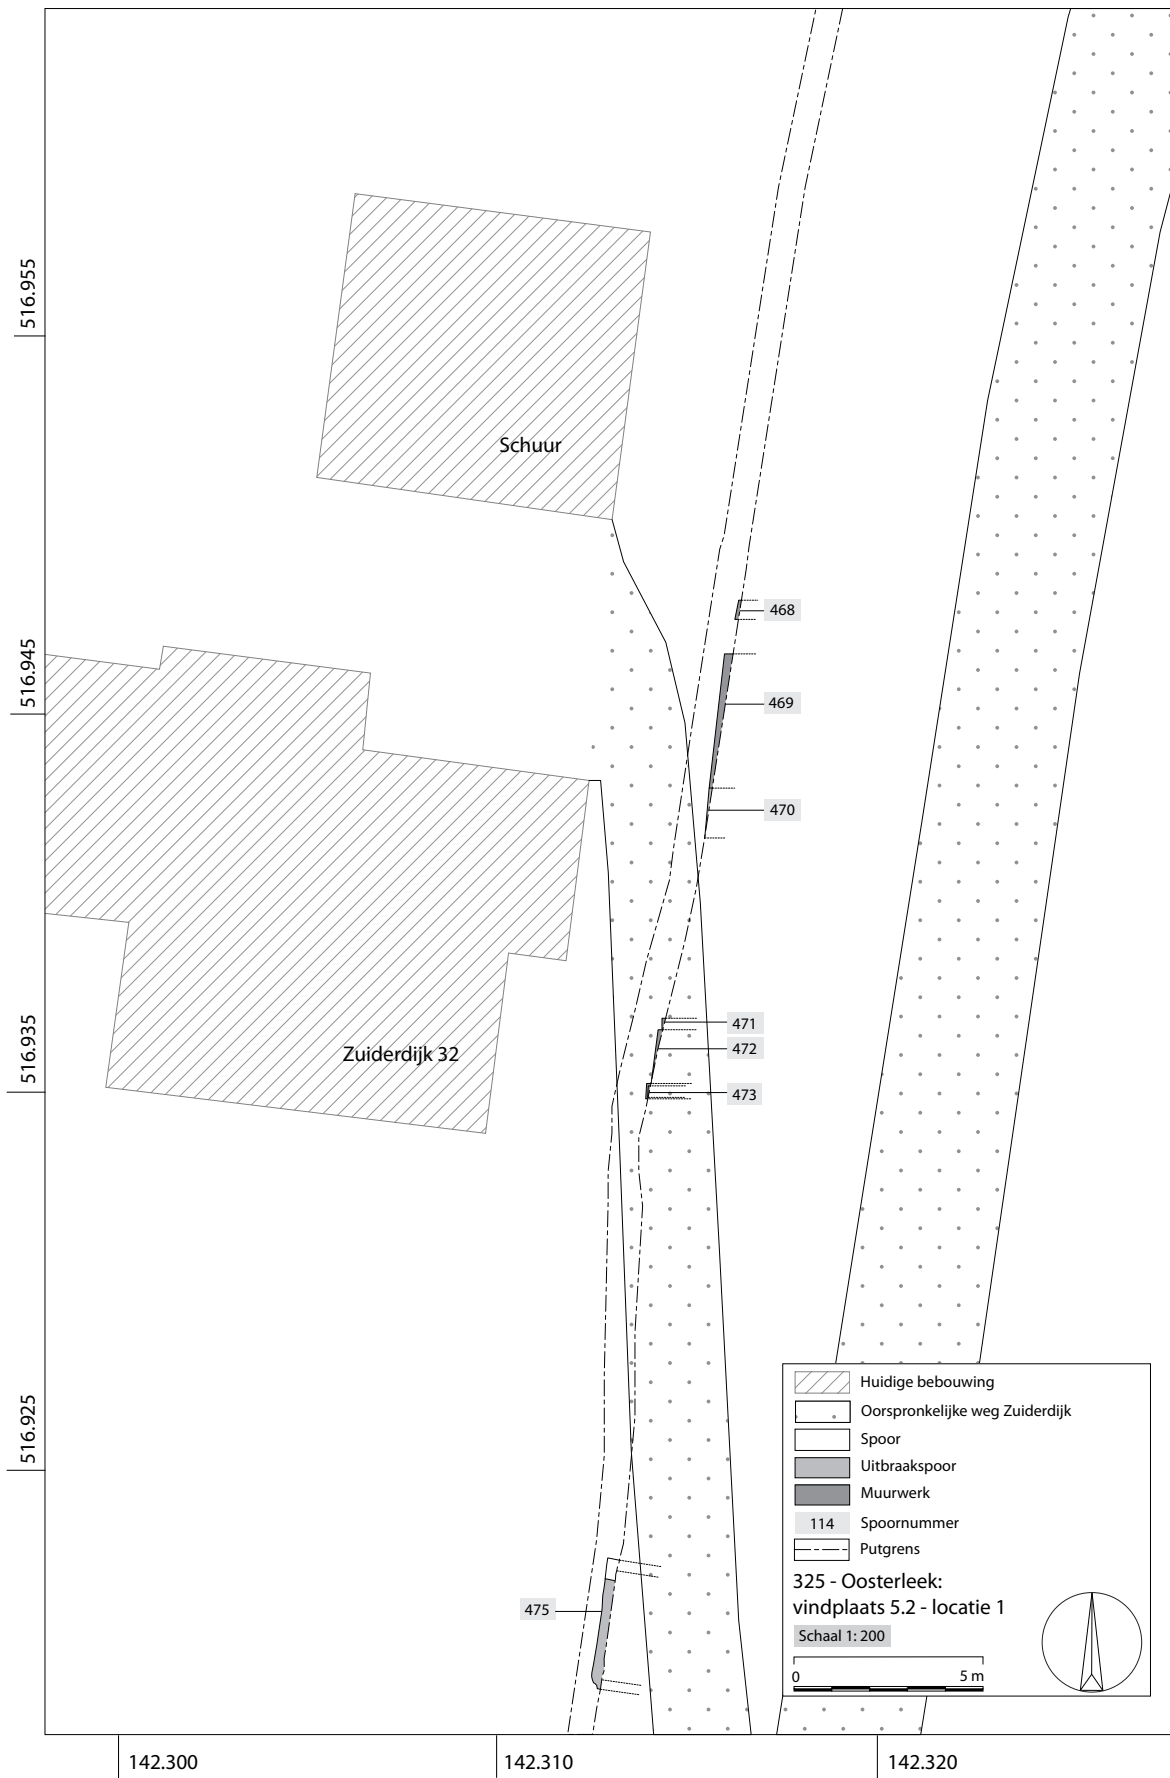 516.955
Schuur
468
516.945
469
470
471
516.935
Zuiderdijk 32
472
473
516.925
Huidige bebouwing
Oorspronkelijke weg Zuiderdijk
Spoor
Uitbraakspoor
Muurwerk
114 Spoornummer
Putgrens
325 - Oosterleek:
vindplaats 5.2 - locatie 1
Schaal 1: 200
0 5 m
475
142.300
142.310
142.320